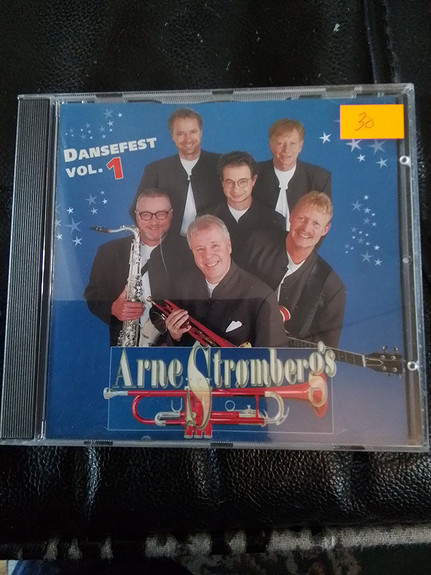 DANSEFEST
VOL. 1
30
Arne Strømberg's